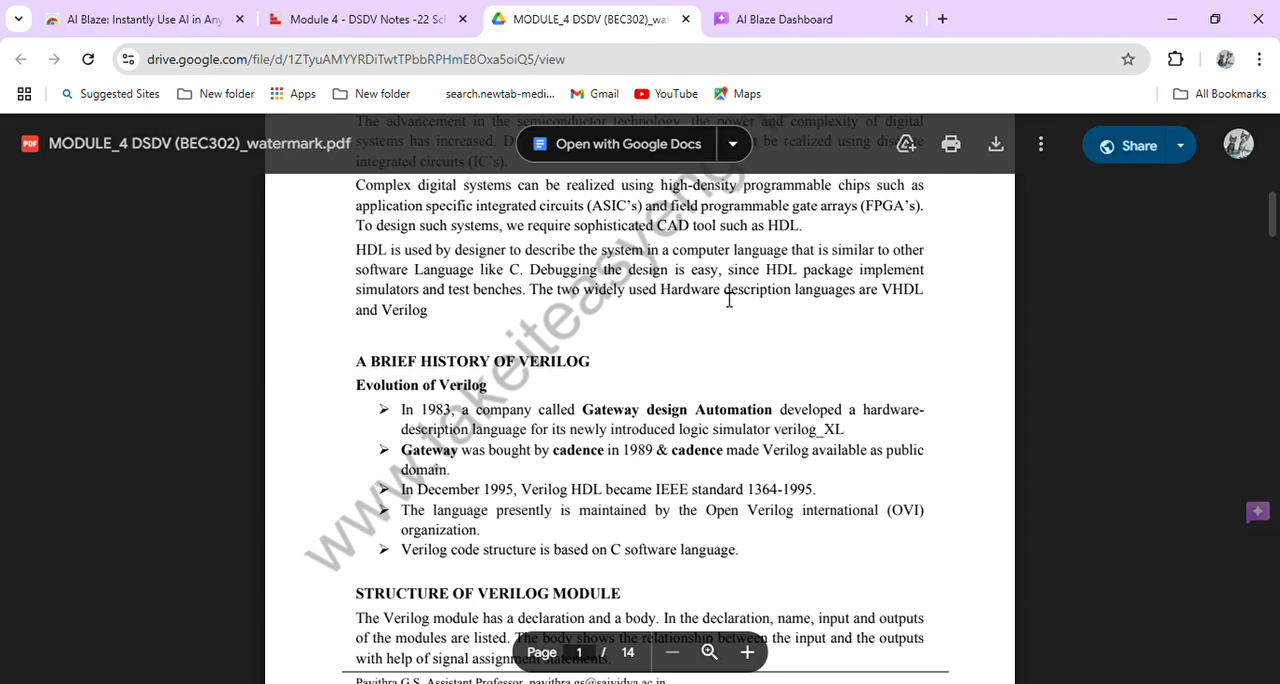 AI Blaze: Instantly Use AI in Any
Module 4 - DSDV Notes -22 Sc
MODULE_4 DSDV (BEC302)_wa
AI Blaze Dashboard
drive.google.com/file/d/1ZTyuAMYYRDiTwtTPbbRPHmE8Oxa5oiQ5/view
Suggested Sites
New folder
Apps
New folder
search.newtab-medi...
Gmail
YouTube
Maps
All Bookmarks
MODULE_4 DSDV (BEC302)_watermark.pdf
Open with Google Docs
Share
The advancement in the semiconductor technology, the power and complexity of digital
systems has increased. be realized using
integrated circuits (IC's).
Complex digital systems can be realized using high-density programmable chips such as
application specific integrated circuits (ASIC's) and field programmable gate arrays (FPGA's).
To design such systems, we require sophisticated CAD tool such as HDL.
HDL is used by designer to describe the system in a computer language that is similar to other
software Language like C. Debugging the design is easy, since HDL package implement
simulators and test benches. The two widely used Hardware description languages are VHDL
and Verilog
A BRIEF HISTORY OF VERILOG
Evolution of Verilog
➢ In 1983, a company called Gateway design Automation developed a hardware-
description language for its newly introduced logic simulator verilog_XL
➢ Gateway was bought by cadence in 1989 & cadence made Verilog available as public
domain.
➢ In December 1995, Verilog HDL became IEEE standard 1364-1995.
➢ The language presently is maintained by the Open Verilog international (OVI)
organization.
➢ Verilog code structure is based on C software language.
STRUCTURE OF VERILOG MODULE
The Verilog module has a declaration and a body. In the declaration, name, input and outputs
of the modules are listed. The body shows the relationship between the input and the outputs
with help of signal assignment statements.
Pavithra G.S, Assistant Professor, pavithra.gs@saividya.ac.in
www.takeiteasyeng
Page 1 / 14